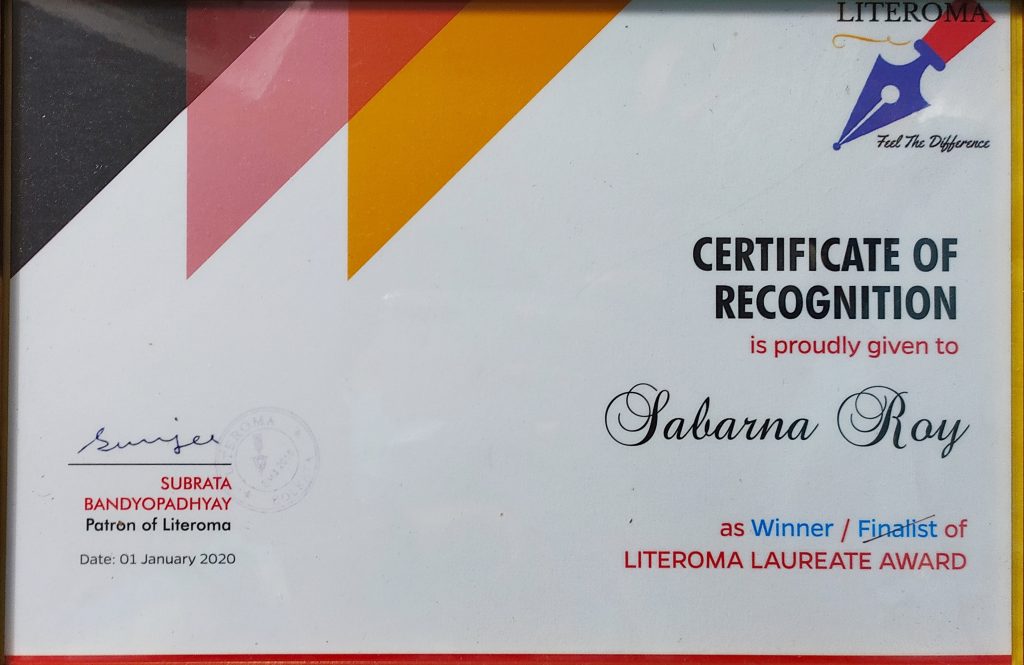 LITEROMA
Feel The Difference
CERTIFICATE OF
RECOGNITION
is proudly given to
Sabarna Roy
as Winner / Finalist of
LITEROMA LAUREATE AWARD
LITEROMA
SUBRATA
BANDYOPADHYAY
Patron of Literoma
Date: 01 January 2020